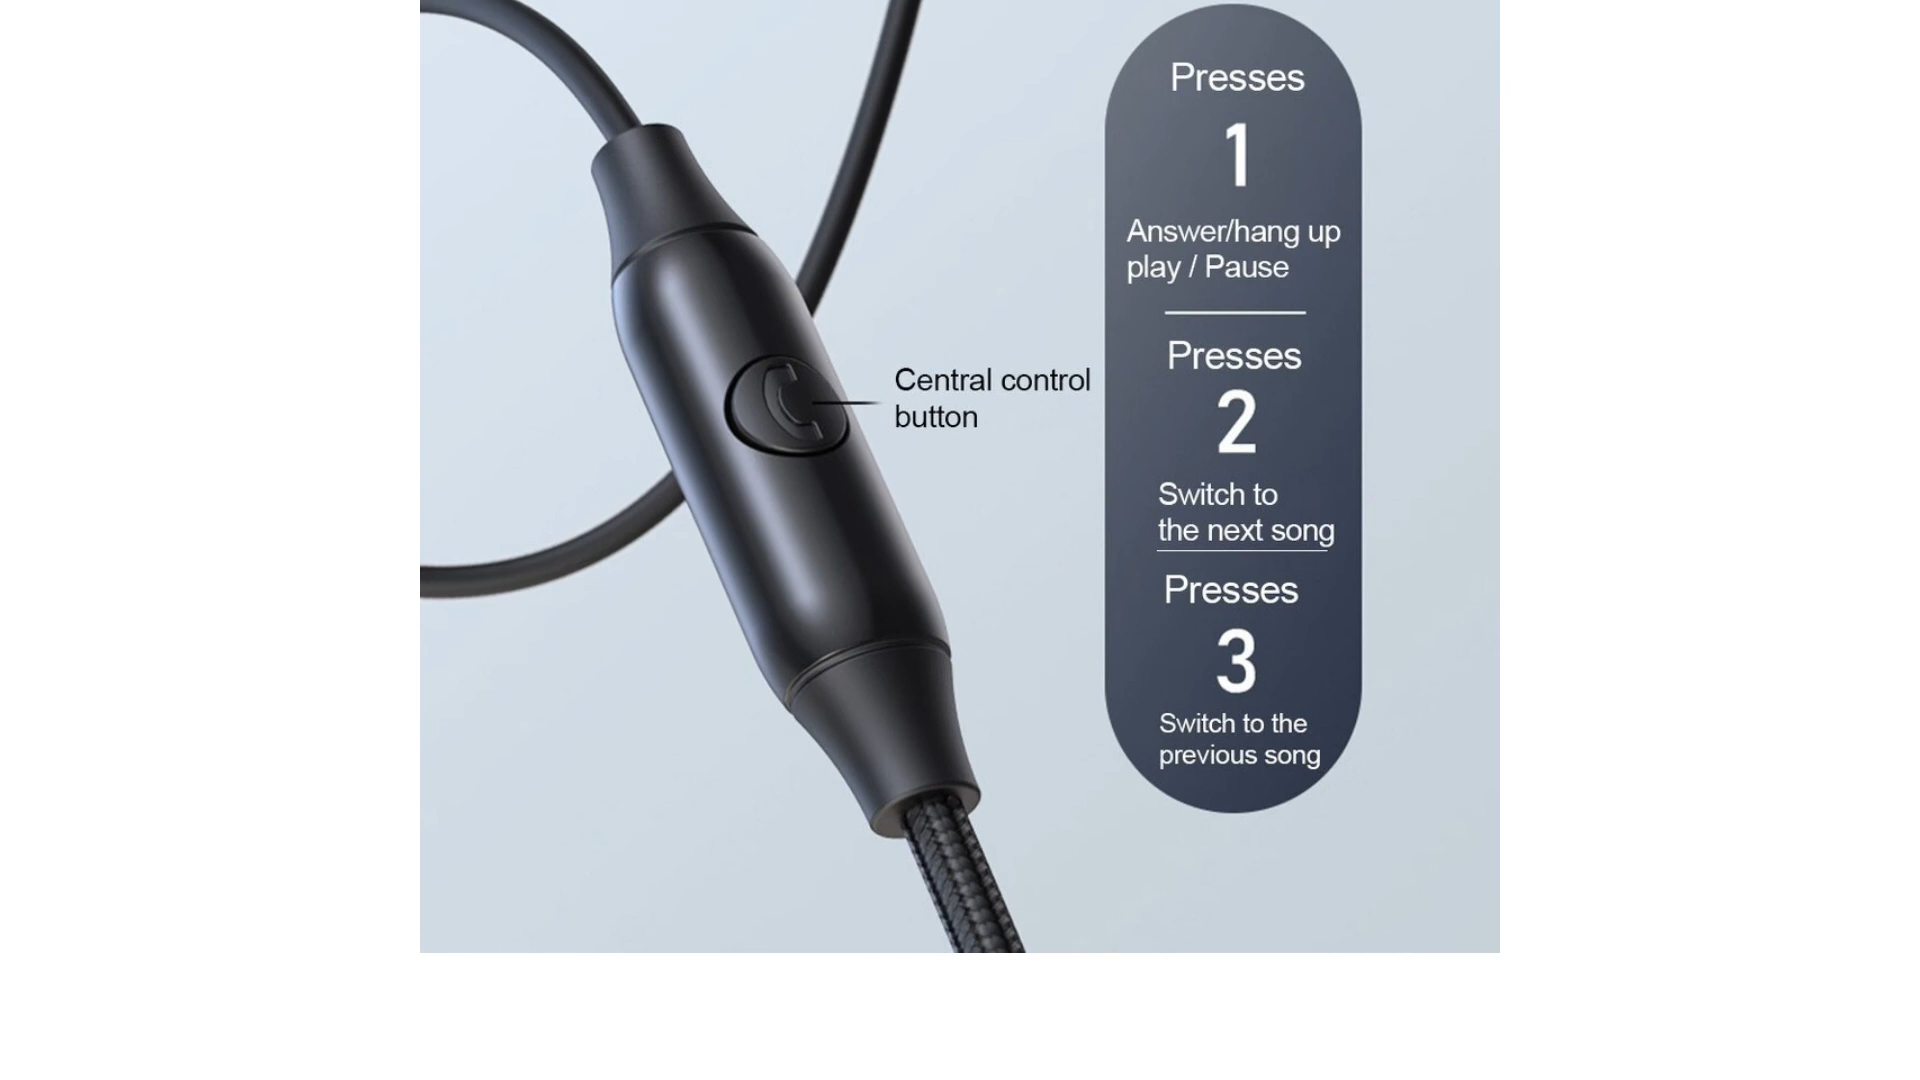 Presses
1
Answer/hang up
play / Pause
Central control
button
Presses
2
Switch to
the next song
Presses
3
Switch to the
previous song